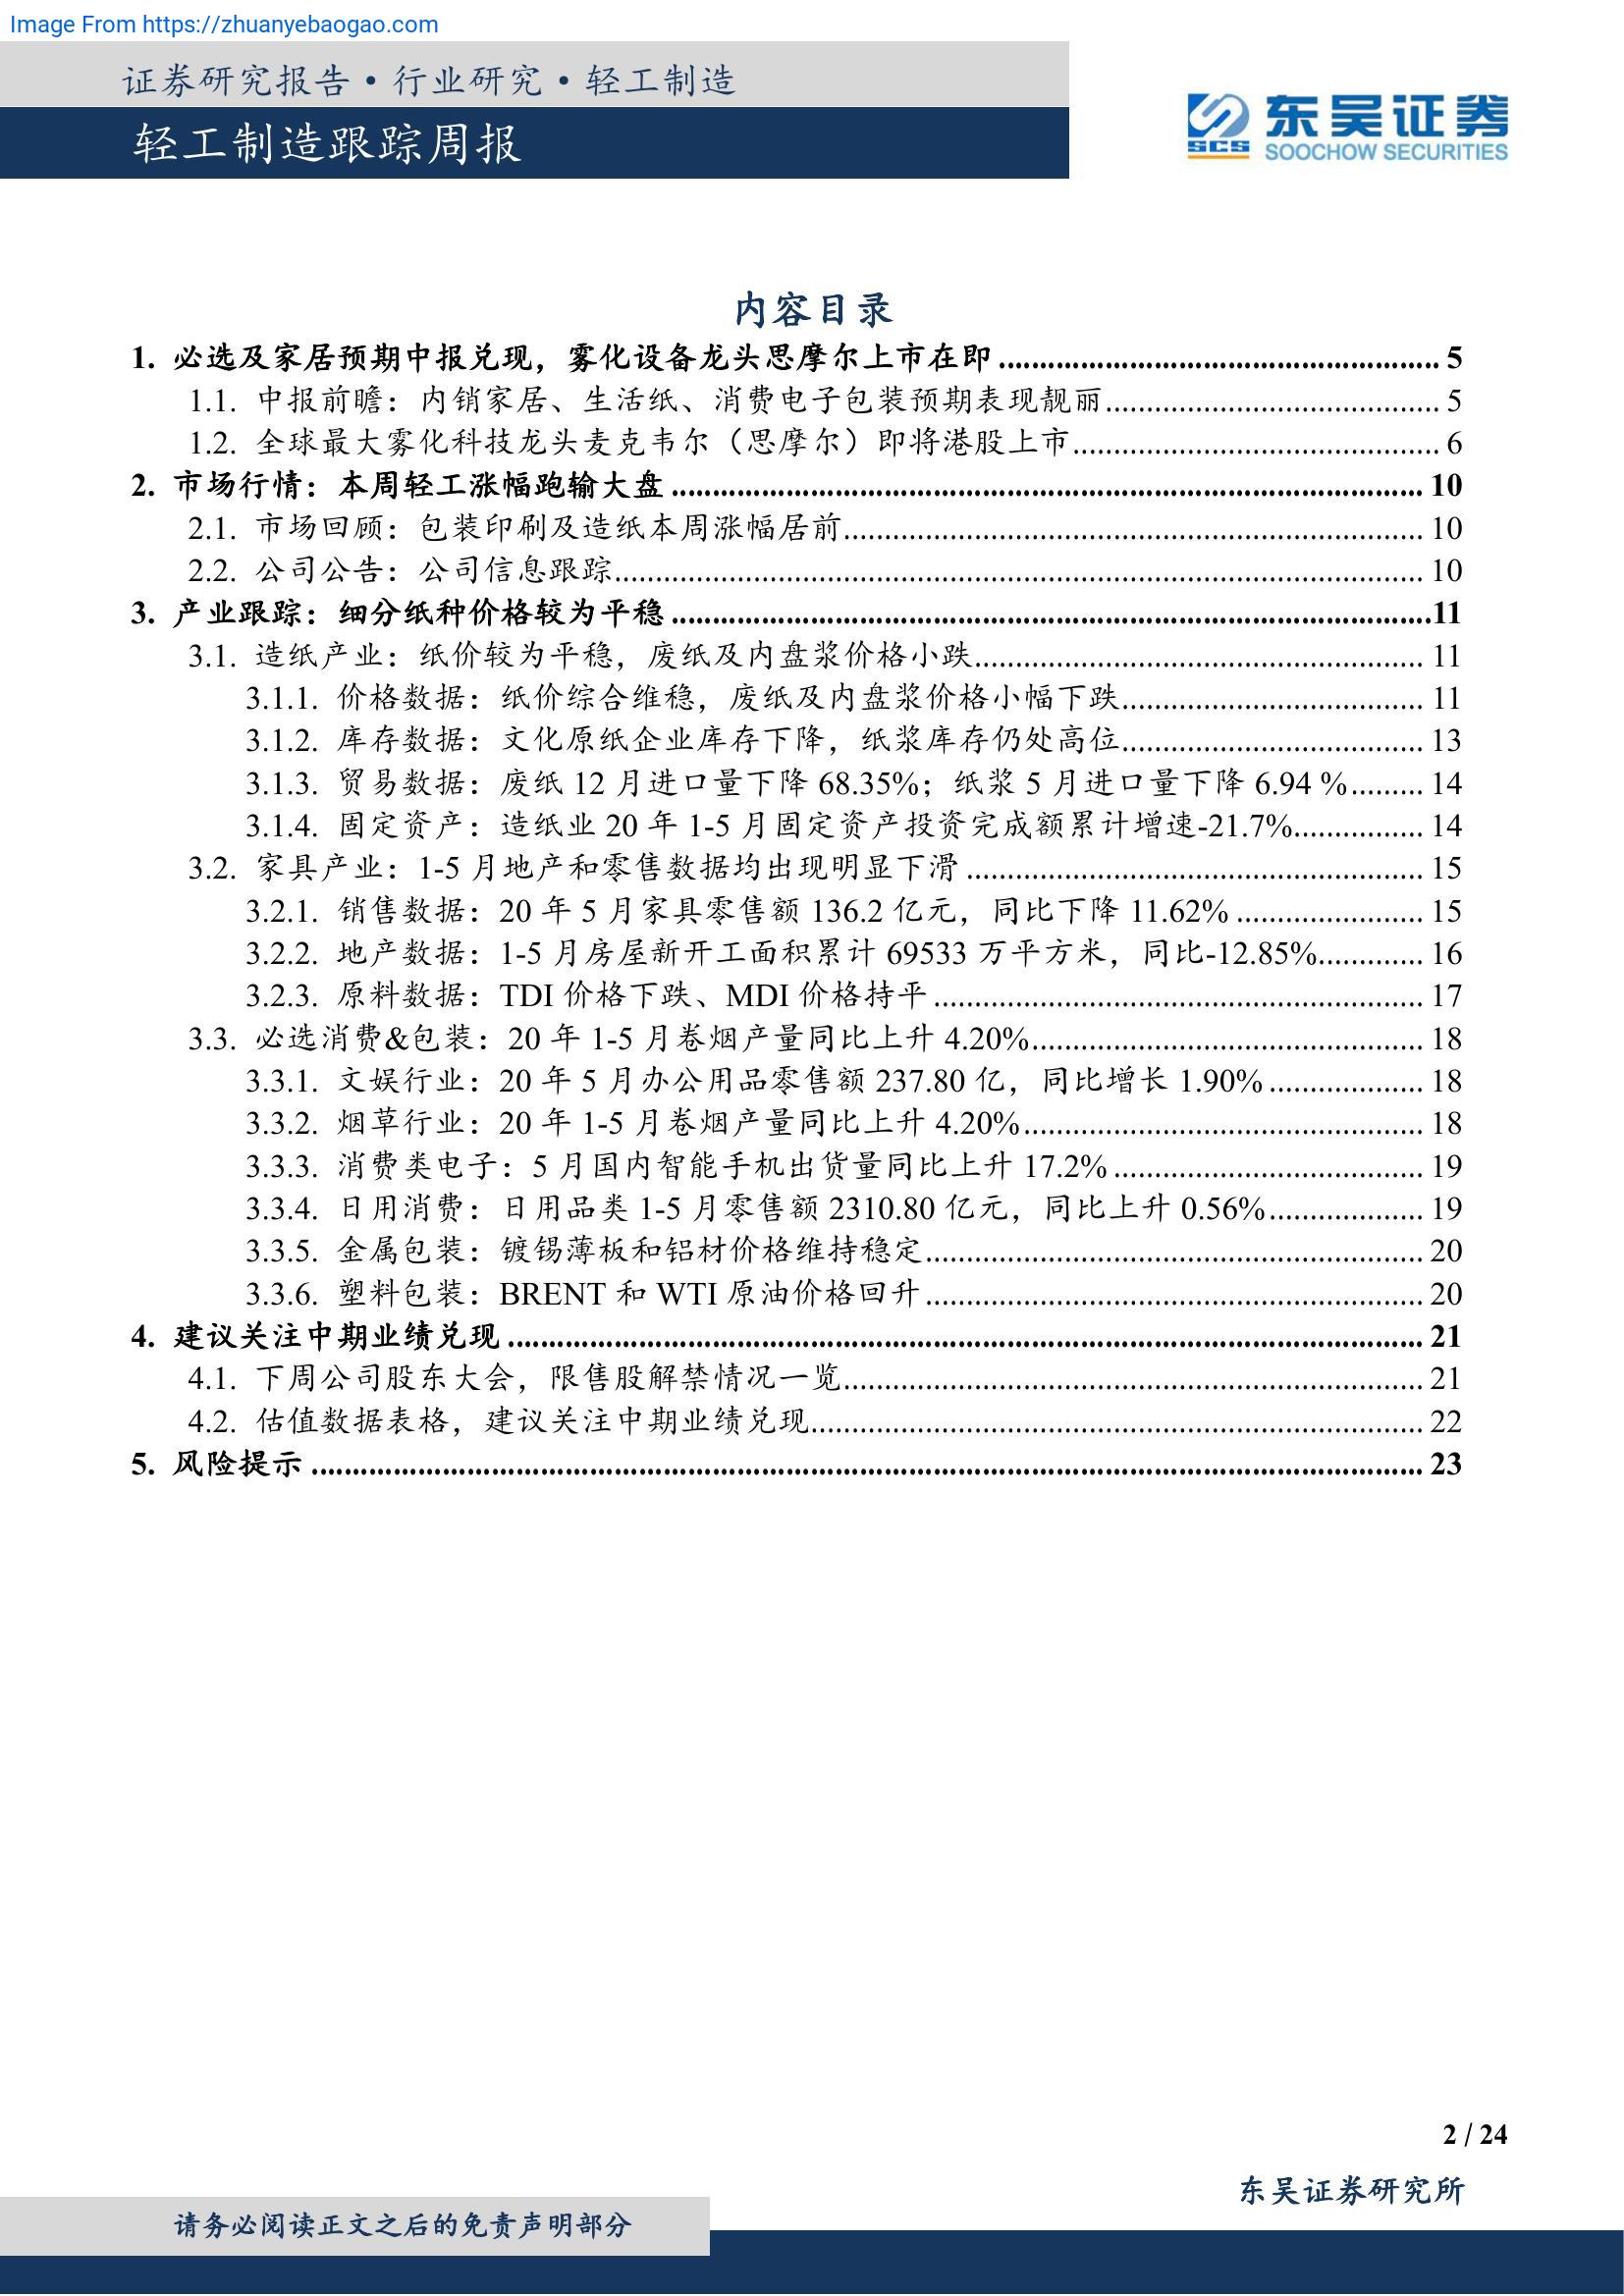 Image From https://zhuanyebaogao.com
证券研究报告·行业研究·轻工制造
轻工制造跟踪周报
东吴证券
SCS
SOOCHOW SECURITIES
内容目录
1. 必选及家居预期中报兑现，雾化设备龙头思摩尔上市在即 5
1.1. 中报前瞻：内销家居、生活纸、消费电子包装预期表现靓丽 5
1.2. 全球最大雾化科技龙头麦克韦尔（思摩尔）即将港股上市 6
2. 市场行情：本周轻工涨幅跑输大盘 10
2.1. 市场回顾：包装印刷及造纸本周涨幅居前 10
2.2. 公司公告：公司信息跟踪 10
3. 产业跟踪：细分纸种价格较为平稳 11
3.1. 造纸产业：纸价较为平稳，废纸及内盘浆价格小跌 11
3.1.1. 价格数据：纸价综合维稳，废纸及内盘浆价格小幅下跌 11
3.1.2. 库存数据：文化原纸企业库存下降，纸浆库存仍处高位 13
3.1.3. 贸易数据：废纸 12 月进口量下降 68.35%；纸浆 5 月进口量下降 6.94 % 14
3.1.4. 固定资产：造纸业 20 年 1-5 月固定资产投资完成额累计增速-21.7% 14
3.2. 家具产业：1-5 月地产和零售数据均出现明显下滑 15
3.2.1. 销售数据：20 年 5 月家具零售额 136.2 亿元，同比下降 11.62% 15
3.2.2. 地产数据：1-5 月房屋新开工面积累计 69533 万平方米，同比-12.85% 16
3.2.3. 原料数据：TDI 价格下跌、MDI 价格持平 17
3.3. 必选消费&包装：20 年 1-5 月卷烟产量同比上升 4.20% 18
3.3.1. 文娱行业：20 年 5 月办公用品零售额 237.80 亿，同比增长 1.90% 18
3.3.2. 烟草行业：20 年 1-5 月卷烟产量同比上升 4.20% 18
3.3.3. 消费类电子：5 月国内智能手机出货量同比上升 17.2% 19
3.3.4. 日用消费：日用品类 1-5 月零售额 2310.80 亿元，同比上升 0.56% 19
3.3.5. 金属包装：镀锡薄板和铝材价格维持稳定 20
3.3.6. 塑料包装：BRENT 和 WTI 原油价格回升 20
4. 建议关注中期业绩兑现 21
4.1. 下周公司股东大会，限售股解禁情况一览 21
4.2. 估值数据表格，建议关注中期业绩兑现 22
5. 风险提示 23
2 / 24
东吴证券研究所
请务必阅读正文之后的免责声明部分